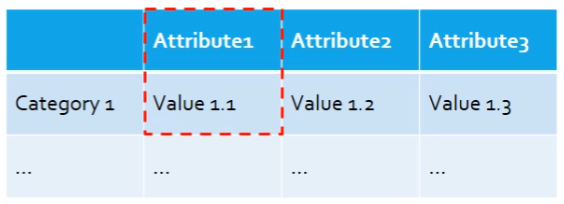 Attribute1 Attribute2 Attribute3
Category 1 Value 1.1 Value 1.2 Value 1.3
... ... ... ...